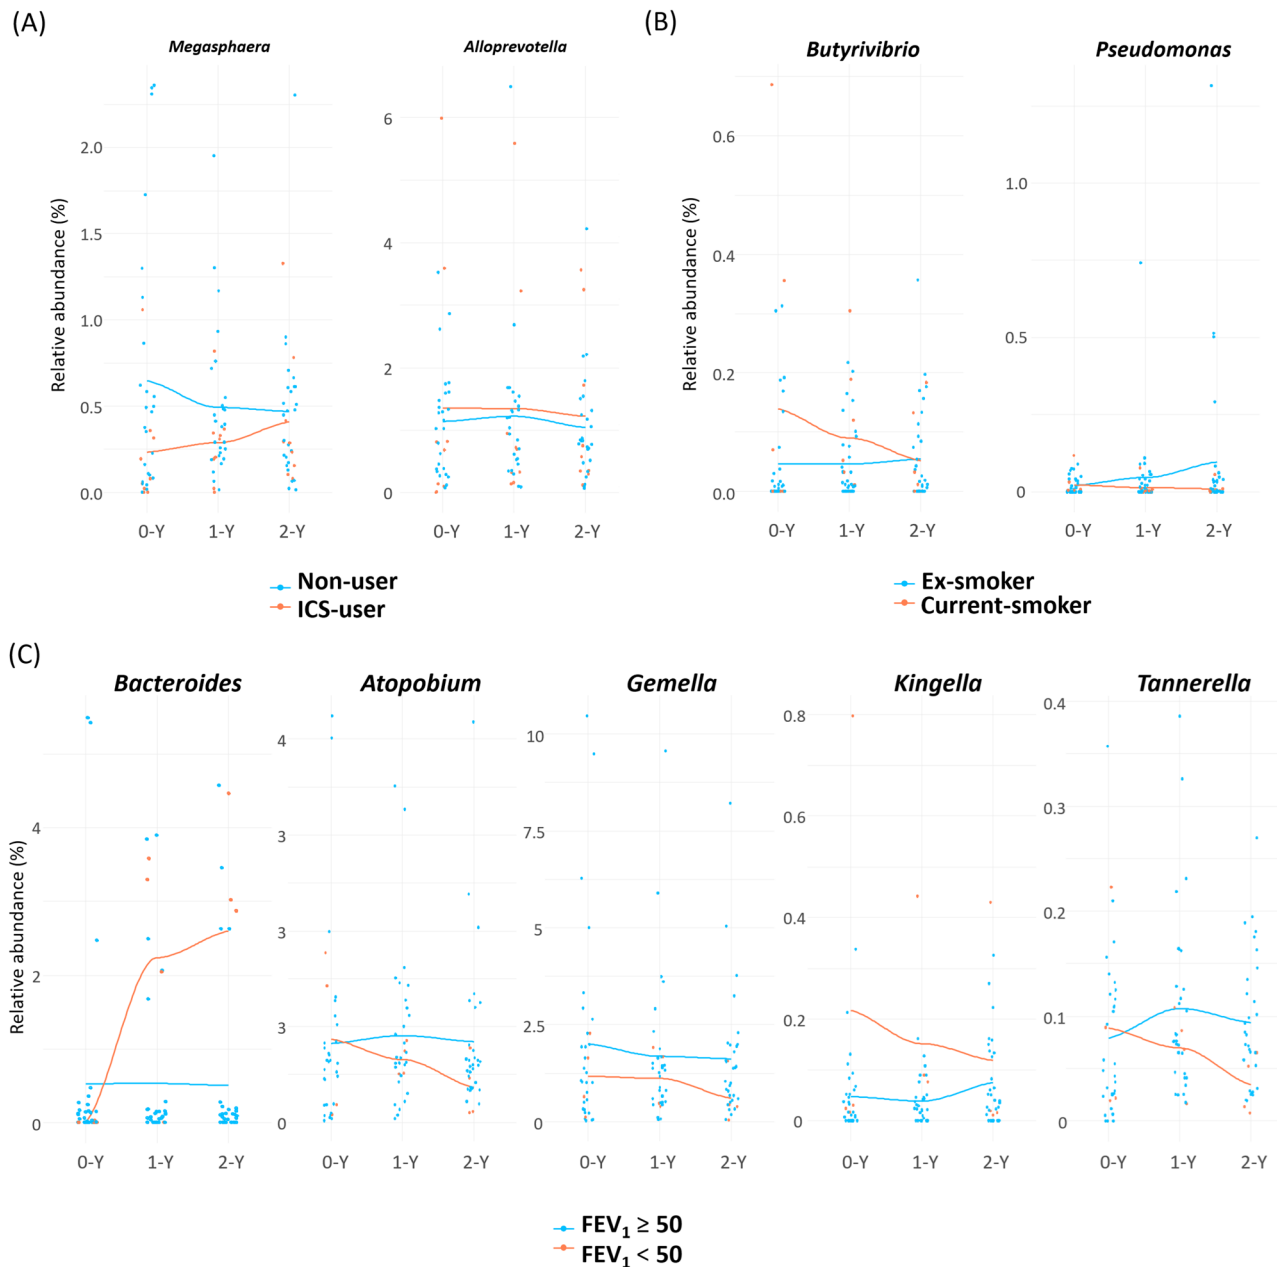 (A)
Megasphaera
Alloprevotella
Relative abundance (%)
2.0
1.5
1.0
0.5
0.0
0-Y 1-Y 2-Y
6
4
2
0
0-Y 1-Y 2-Y
Non-user
ICS-user
(B)
Butyrivibrio
Pseudomonas
Relative abundance (%)
0.6
0.4
0.2
0.0
0-Y 1-Y 2-Y
1.0
0.5
0
0-Y 1-Y 2-Y
Ex-smoker
Current-smoker
(C)
Bacteroides
Atopobium
Gemella
Kingella
Tannerella
Relative abundance (%)
4
2
0
0-Y 1-Y 2-Y
4
3
3
3
0
0-Y 1-Y 2-Y
10
7.5
5
2.5
0
0-Y 1-Y 2-Y
0.8
0.6
0.4
0.2
0
0-Y 1-Y 2-Y
0.4
0.3
0.2
0.1
0
0-Y 1-Y 2-Y
FEV₁ ≥ 50
FEV₁ < 50